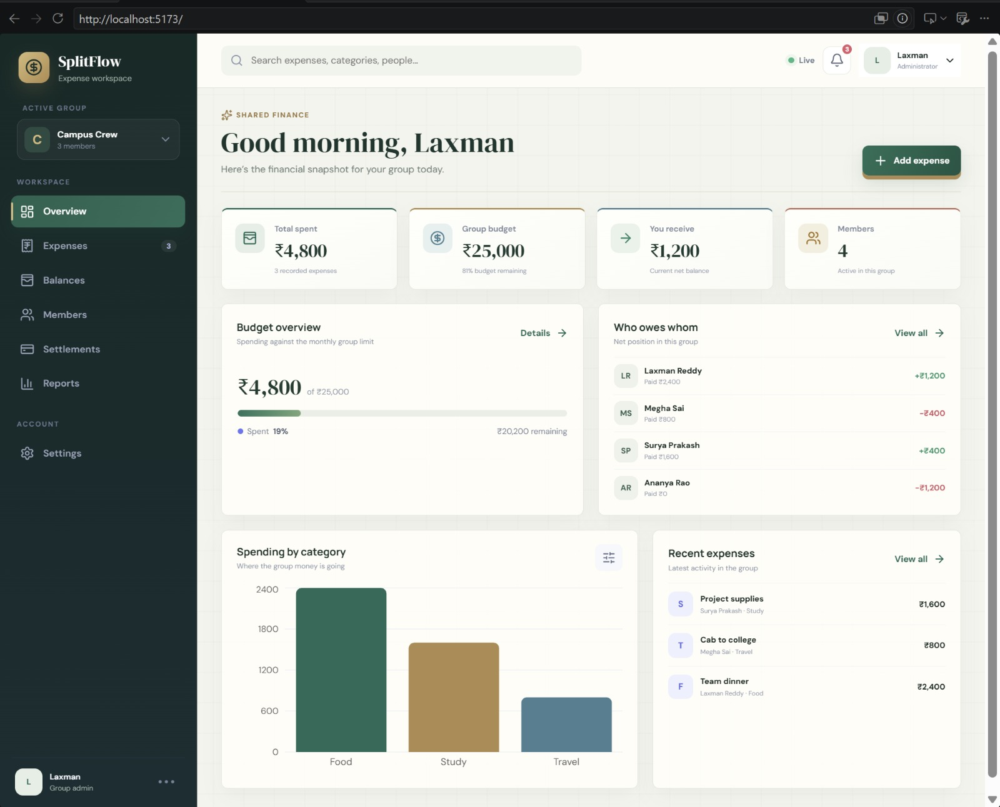 http://localhost:5173/
SplitFlow
Expense workspace
ACTIVE GROUP
C
Campus Crew
3 members
WORKSPACE
Overview
Expenses
3
Balances
Members
Settlements
Reports
ACCOUNT
Settings
L
Laxman
Group admin
Search expenses, categories, people...
Live
3
L
Laxman
Administrator
SHARED FINANCE
Good morning, Laxman
Here's the financial snapshot for your group today.
Add expense
Total spent
₹4,800
3 recorded expenses
Group budget
₹25,000
81% budget remaining
You receive
₹1,200
Current net balance
Members
4
Active in this group
Budget overview
Spending against the monthly group limit
Details
₹4,800 of ₹25,000
Spent 19%
₹20,200 remaining
Who owes whom
Net position in this group
View all
LR
Laxman Reddy
Paid ₹2,400
+₹1,200
MS
Megha Sai
Paid ₹800
-₹400
SP
Surya Prakash
Paid ₹1,600
+₹400
AR
Ananya Rao
Paid ₹0
-₹1,200
Spending by category
Where the group money is going
2400
1800
1200
600
0
Food
Study
Travel
Recent expenses
Latest activity in the group
View all
S
Project supplies
Surya Prakash · Study
₹1,600
T
Cab to college
Megha Sai · Travel
₹800
F
Team dinner
Laxman Reddy · Food
₹2,400